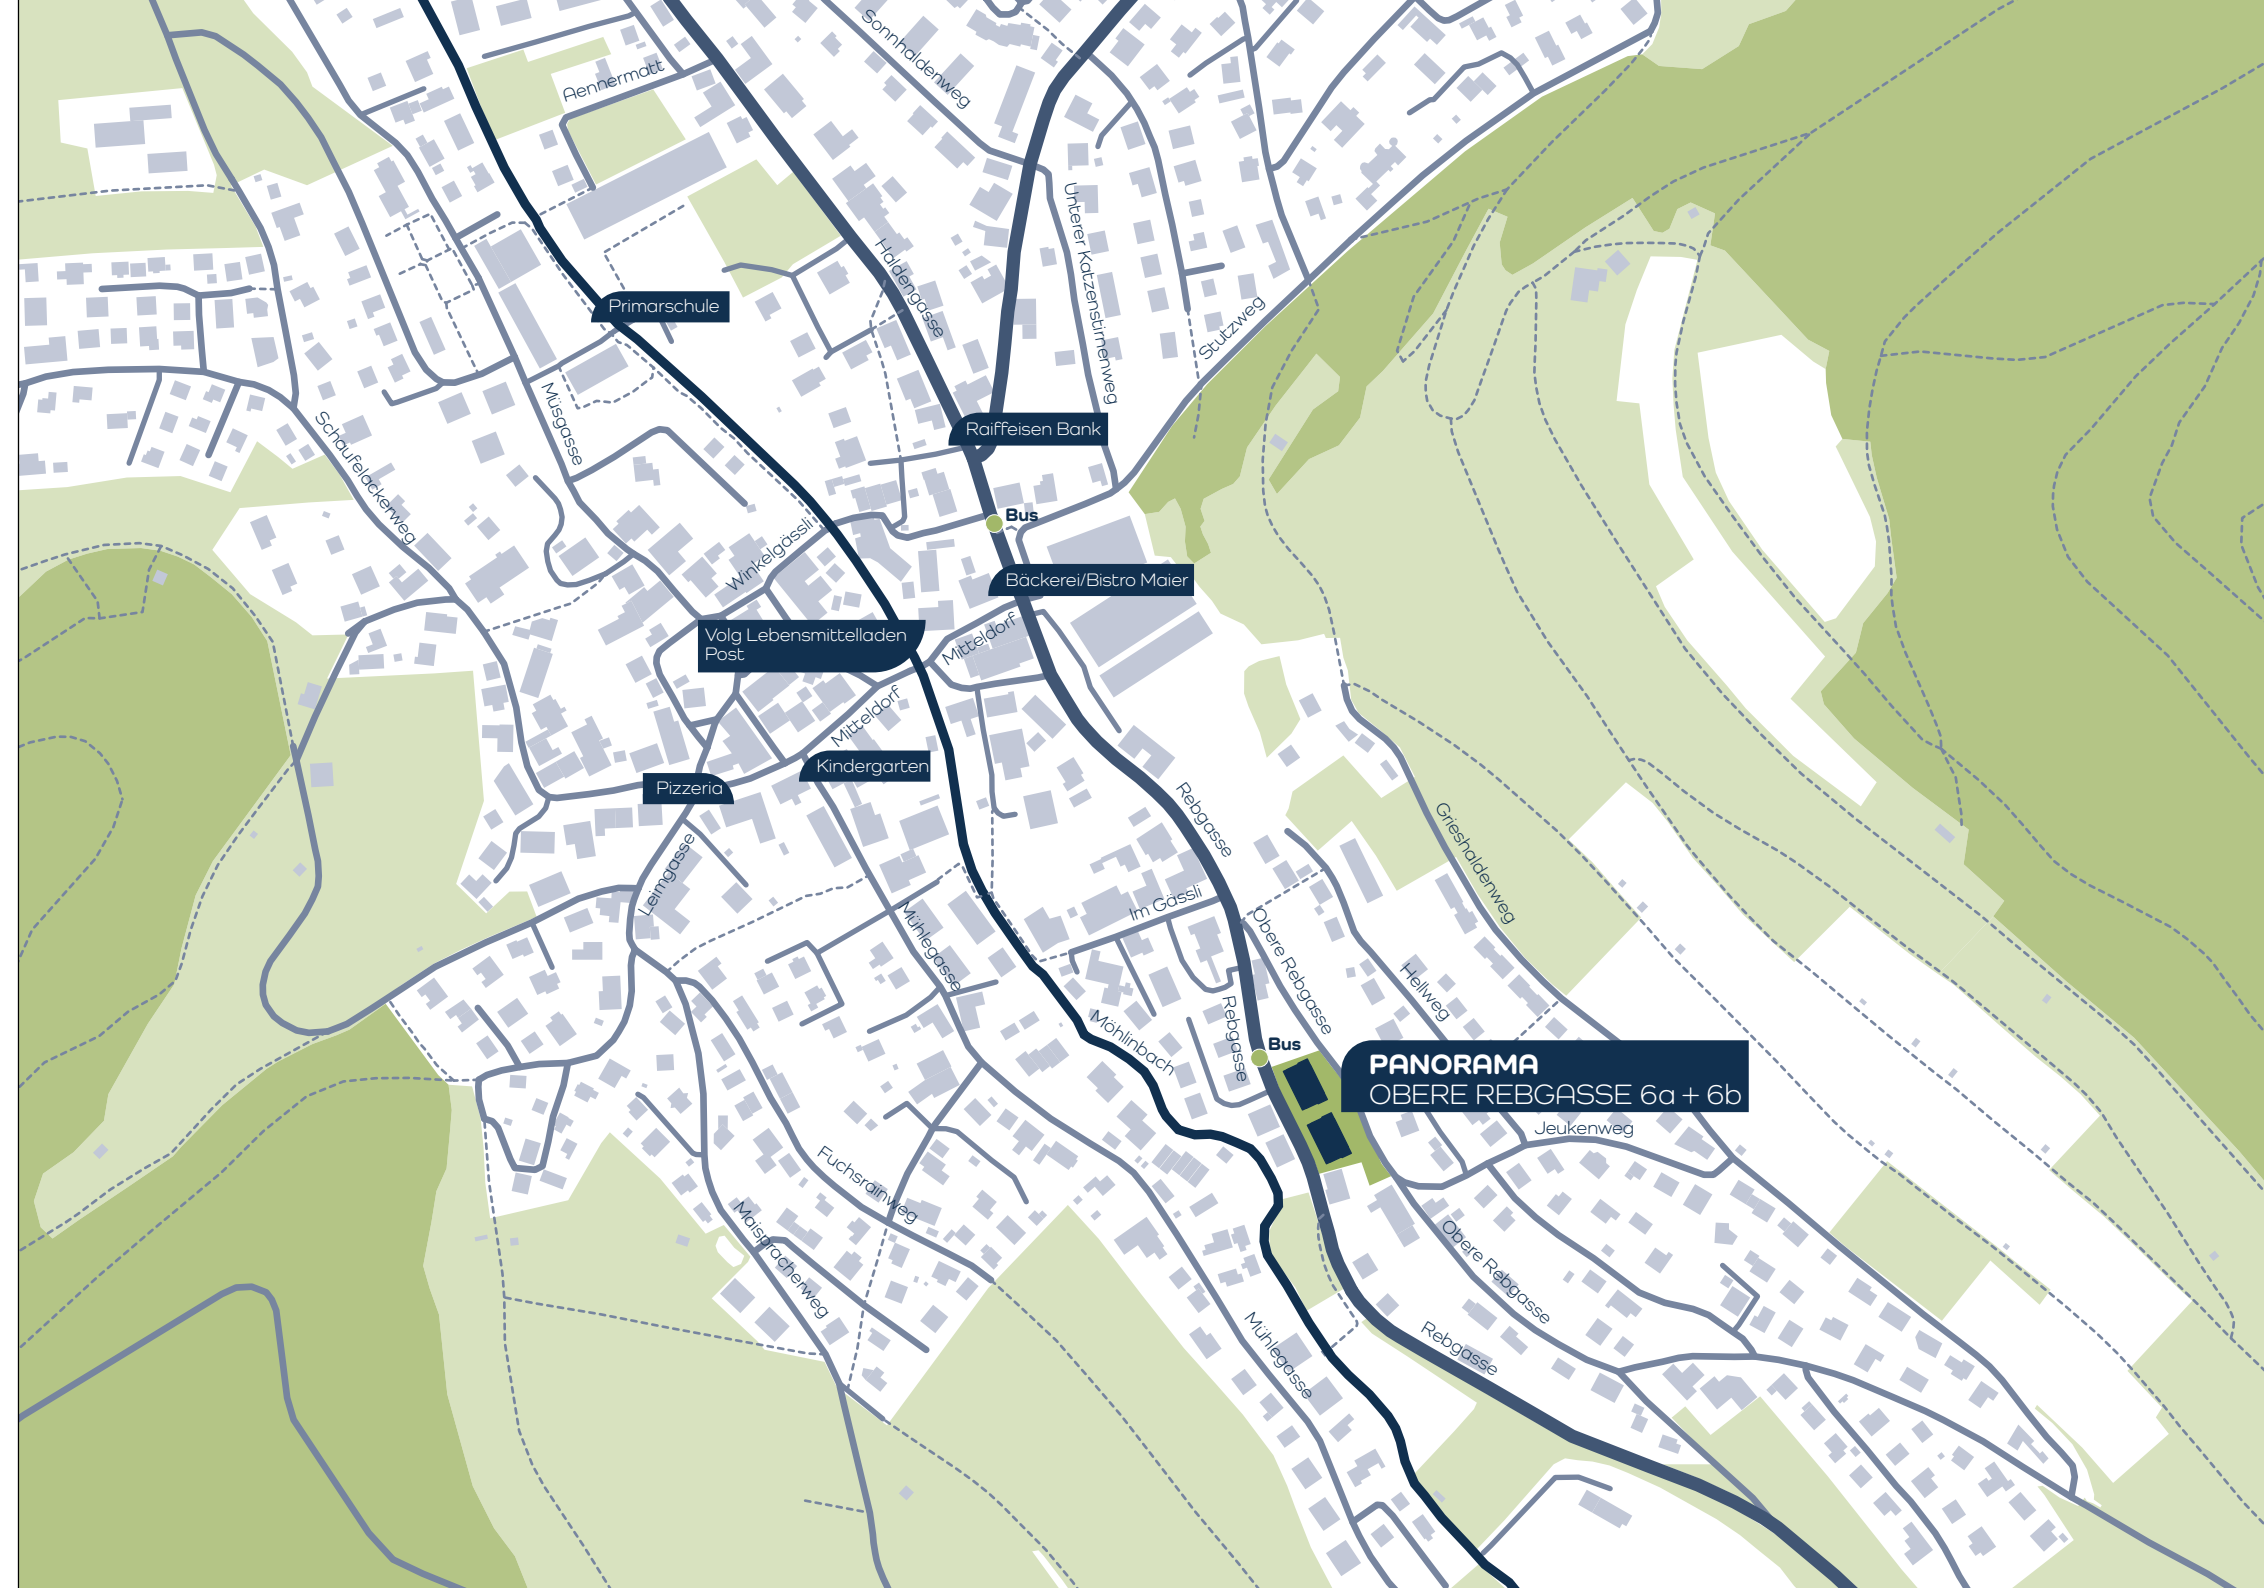 Sonnhaldenweg
Aennermatt
Unterer Katzenstirnenweg
Haldengasse
Primarschule
Stutzweg
Müsgasse
Schaufelackerweg
Raiffeisen Bank
Bus
Winkelgässli
Bäckerei/Bistro Maier
Volg Lebensmittelladen
Post
Mitteldorf
Mitteldorf
Kindergarten
Pizzeria
Rebgasse
Grieshaldenweg
Leimgasse
Im Gässli
Mühlegasse
Obere Rebgasse
Hellweg
Rebgasse
Möhlinbach
Bus
PANORAMA
OBERE REBGASSE 6a + 6b
Jeukenweg
Fuchsrainweg
Maispracherweg
Obere Rebgasse
Mühlegasse
Rebgasse